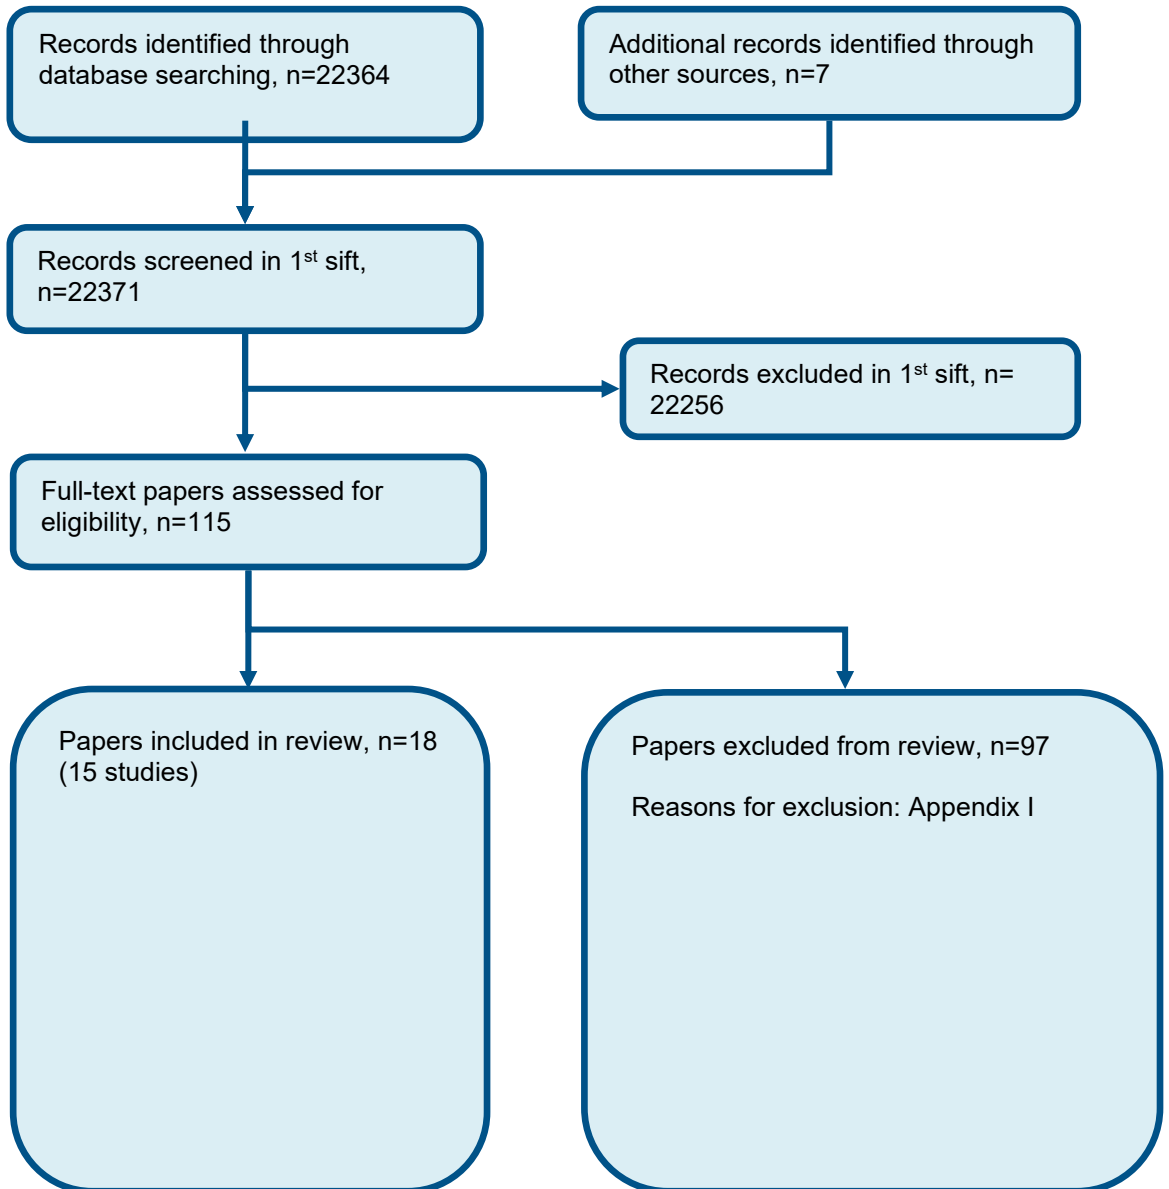 Records identified through
database searching, n=22364
Additional records identified through
other sources, n=7
Records screened in 1st sift,
n=22371
Records excluded in 1st sift, n=
22256
Full-text papers assessed for
eligibility, n=115
Papers included in review, n=18
(15 studies)
Papers excluded from review, n=97
Reasons for exclusion: Appendix I